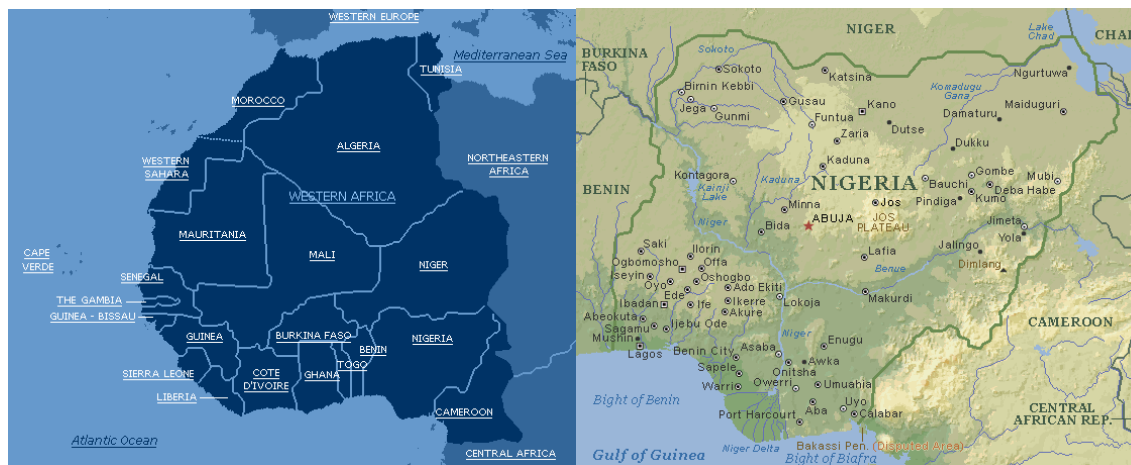 WESTERN EUROPE
Mediterranean Sea
TUNISIA
MOROCCO
ALGERIA
WESTERN
SAHARA
NORTHEASTERN
AFRICA
WESTERN AFRICA
MAURITANIA
MALI
NIGER
CAPE
VERDE
SENEGAL
THE GAMBIA
GUINEA - BISSAU
GUINEA
BURKINA FASO
BENIN
NIGERIA
TOGO
SIERRA LEONE
COTE
D'IVOIRE
GHANA
LIBERIA
CAMEROON
Atlantic Ocean
CENTRAL AFRICA
NIGER
Lake
Chad
CHAD
BURKINA
FASO
Sokoto
Sokoto
Katsina
Ngurtuwa
Birnin Kebbi
Komadugu
Gana
Jega
Gunmi
Gusau
Kano
Maiduguri
Funtua
Dutse
Damaturu
Zaria
Dukku
Kaduna
Kontagora
Kaduna
NIGERIA
Gombe
Mubi
BENIN
Kainji
Lake
Bauchi
Deba Habe
Kumo
Pindiga
Minna
Jos
Niger
ABUJA
JOS
PLATEAU
Jimeta
Bida
Yola
Saki
Ilorin
Lafia
Jalingo
Ogbomosho
Offa
Dimlang
Iseyin
Oshogbo
Benue
Oyo
Ede
Ado Ekiti
Ibadan
Ife
Ikerre
Lokoja
Makurdi
Abeokuta
Akure
Sagamu
Ijebu Ode
Niger
CAMEROON
Mushin
Enugu
Lagos
Benin City
Asaba
Awka
Sapele
Onitsha
Warri
Owerri
Umuahia
Bight of Benin
Uyo
Port Harcourt
Aba
Calabar
CENTRAL
AFRICAN REP.
Niger Delta
Bakassi Pen. (Disputed Area)
Gulf of Guinea
Bight of Biafra